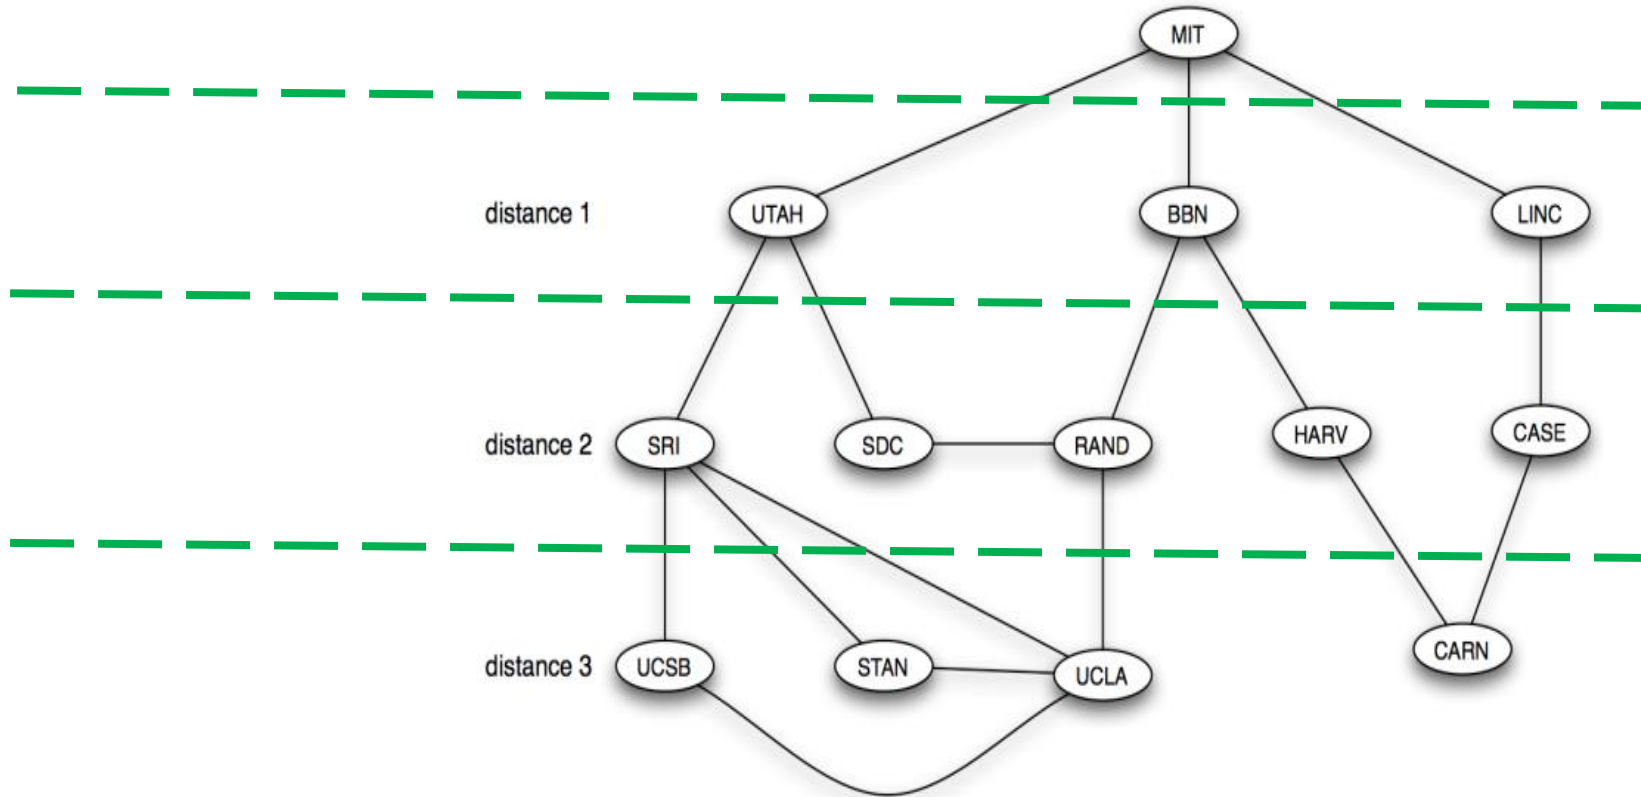 MIT
distance 1 UTAH BBN LINC
distance 2 SRI SDC RAND HARV CASE
distance 3 UCSB STAN UCLA CARN